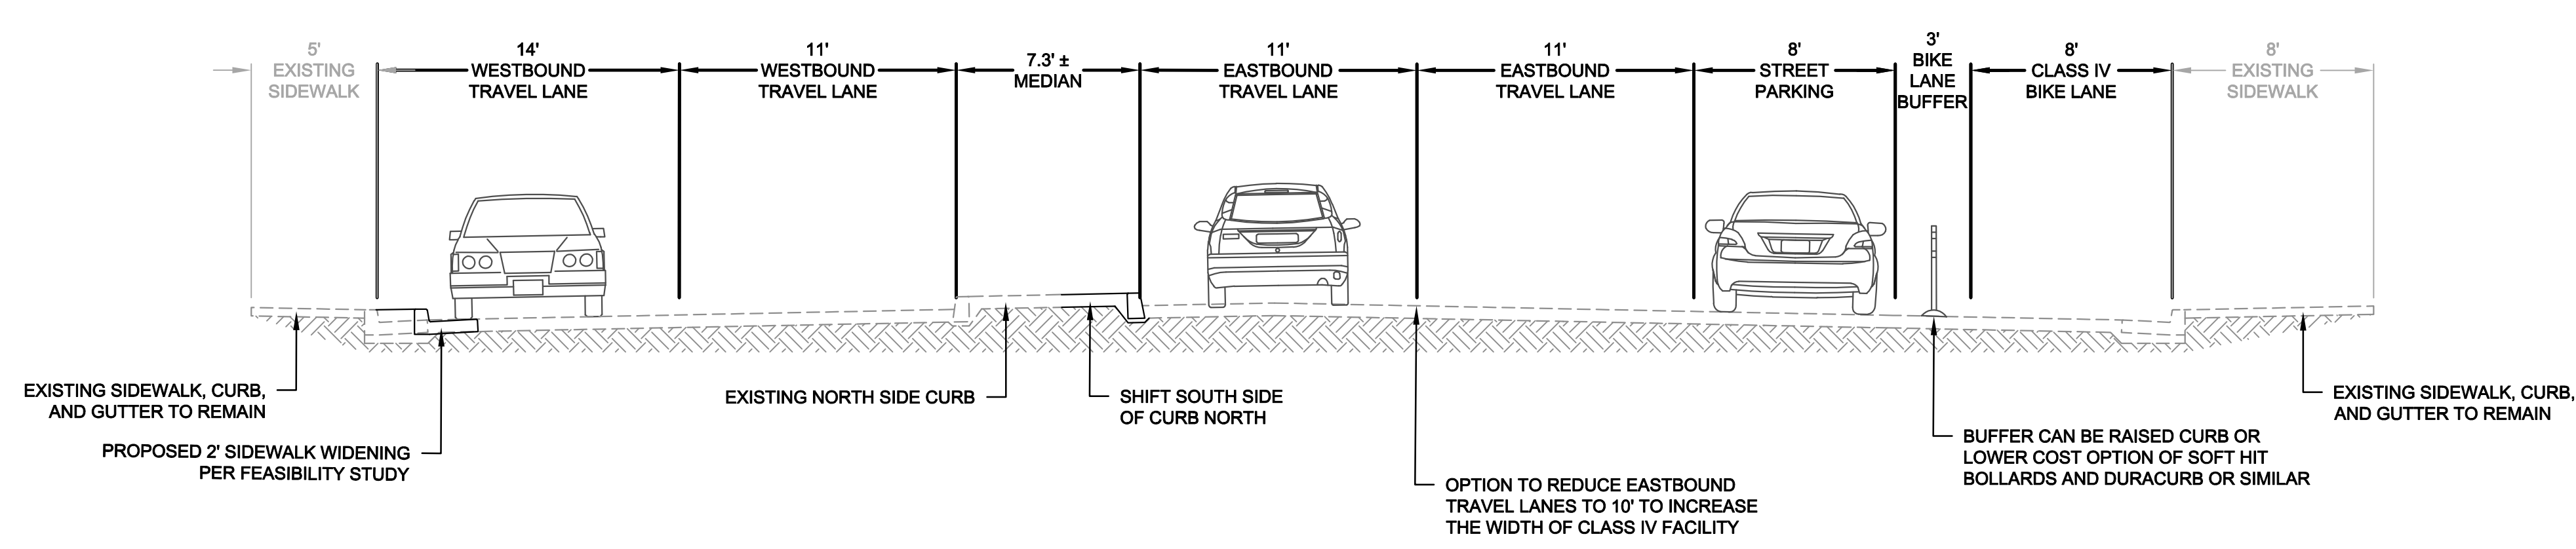 5'
EXISTING
SIDEWALK
14'
WESTBOUND
TRAVEL LANE
11'
WESTBOUND
TRAVEL LANE
7.3' ±
MEDIAN
11'
EASTBOUND
TRAVEL LANE
11'
EASTBOUND
TRAVEL LANE
8'
STREET
PARKING
3'
BIKE
LANE
BUFFER
8'
CLASS IV
BIKE LANE
8'
EXISTING
SIDEWALK
EXISTING SIDEWALK, CURB,
AND GUTTER TO REMAIN
PROPOSED 2' SIDEWALK WIDENING
PER FEASIBILITY STUDY
EXISTING NORTH SIDE CURB
SHIFT SOUTH SIDE
OF CURB NORTH
OPTION TO REDUCE EASTBOUND
TRAVEL LANES TO 10' TO INCREASE
THE WIDTH OF CLASS IV FACILITY
BUFFER CAN BE RAISED CURB OR
LOWER COST OPTION OF SOFT HIT
BOLLARDS AND DURACURB OR SIMILAR
EXISTING SIDEWALK, CURB,
AND GUTTER TO REMAIN